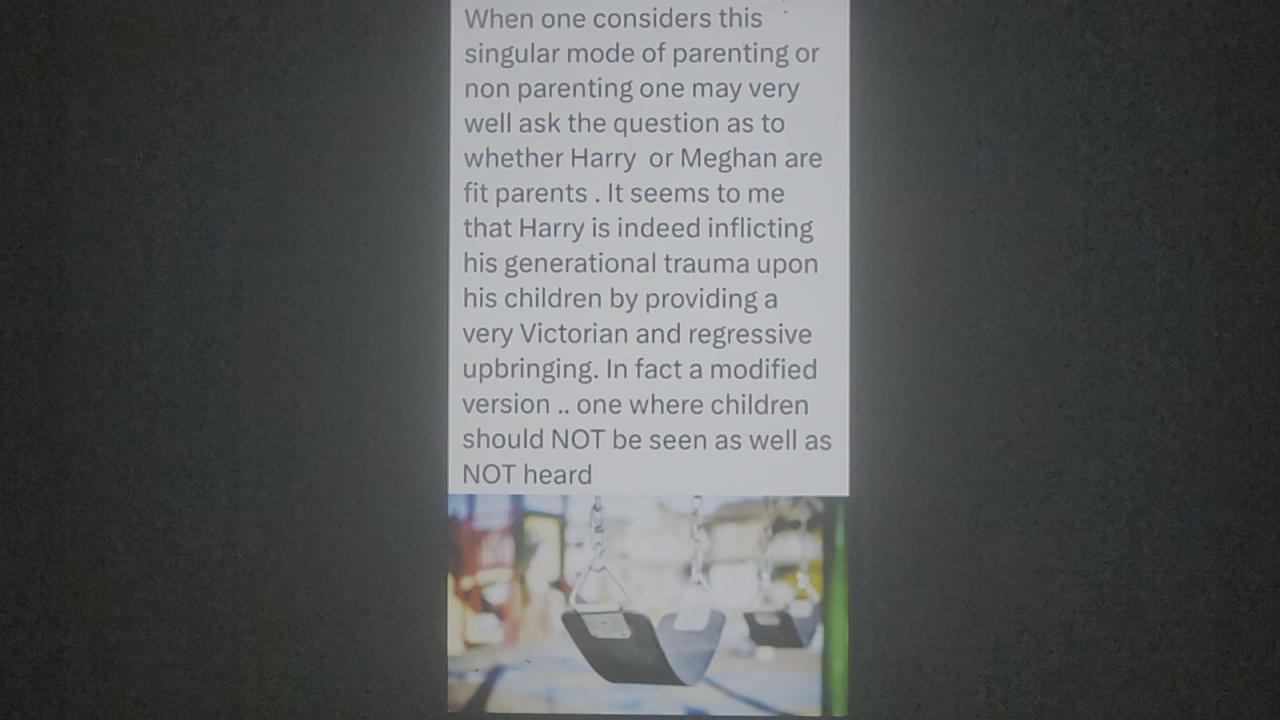 When one considers this
singular mode of parenting or
non parenting one may very
well ask the question as to
whether Harry  or Meghan are
fit parents . It seems to me
that Harry is indeed inflicting
his generational trauma upon
his children by providing a
very Victorian and regressive
upbringing. In fact a modified
version .. one where children
should NOT be seen as well as
NOT heard